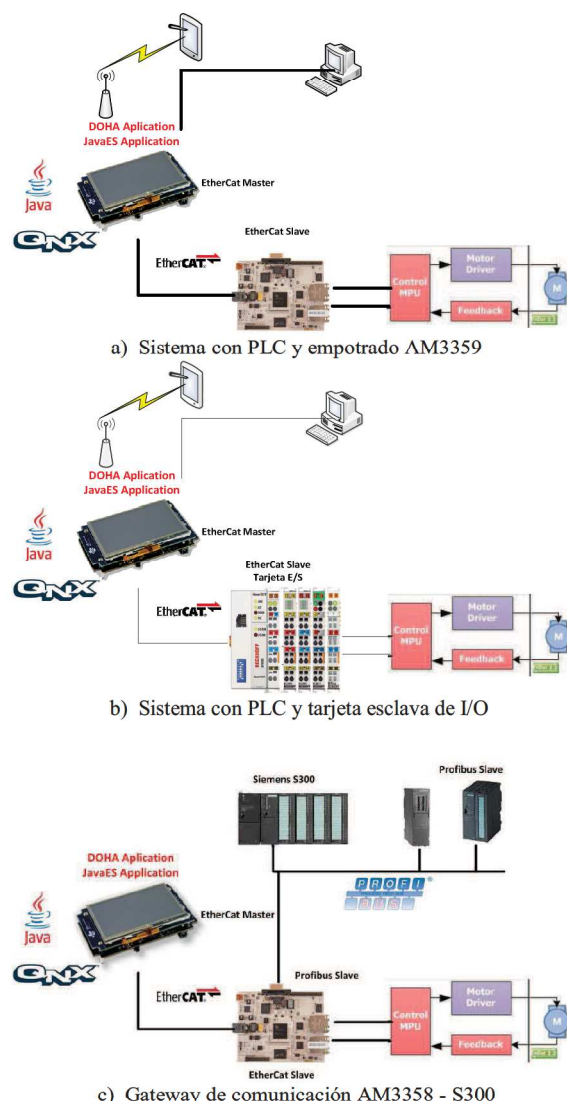 DOHA Aplication
JavaES Application
EtherCat Master
Java
QNX
EtherCAT
EtherCat Slave
Control
MPU
Motor
Driver
Feedback
M
a) Sistema con PLC y empotrado AM3359
DOHA Aplication
JavaES Application
EtherCat Master
Java
QNX
EtherCAT
EtherCat Slave
Tarjeta E/S
BECKHOFF
Control
MPU
Motor
Driver
Feedback
M
b) Sistema con PLC y tarjeta esclava de I/O
Siemens S300
Profibus Slave
DOHA Aplication
JavaES Application
PROFI
BUS
EtherCat Master
Java
QNX
EtherCAT
Profibus Slave
EtherCat Slave
Control
MPU
Motor
Driver
Feedback
M
c) Gateway de comunicación AM3358 - S300